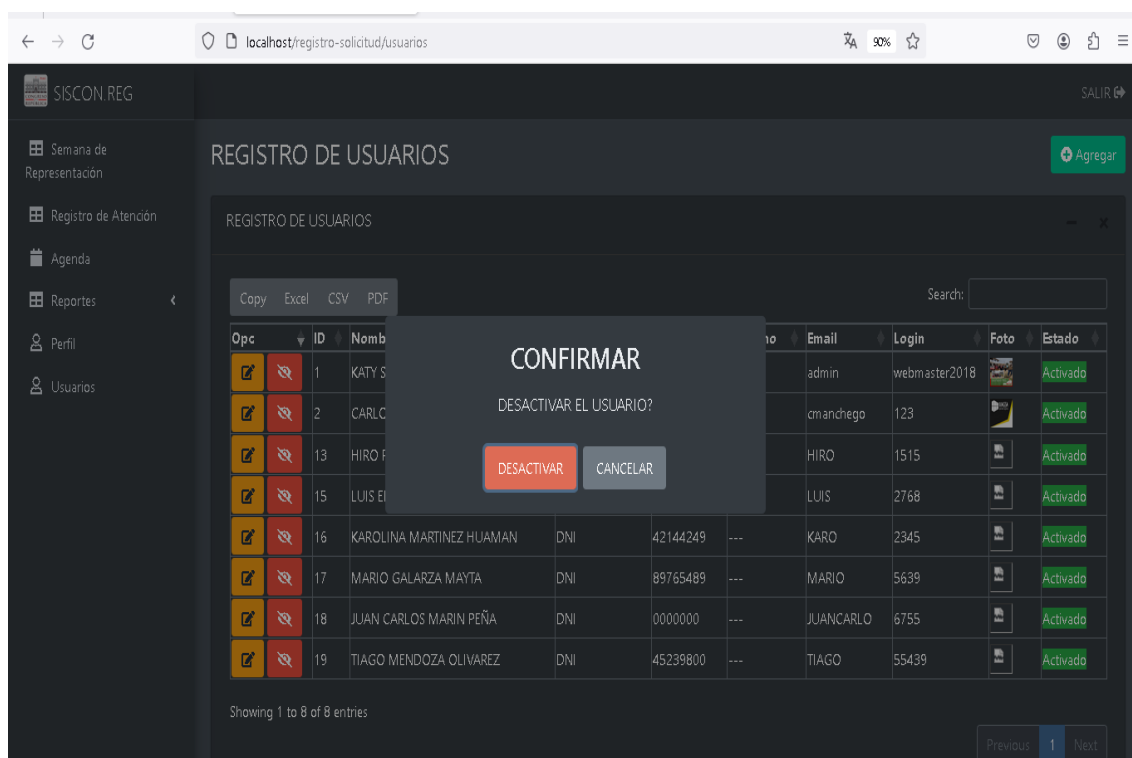 localhost/registro-solicitud/usuarios 90%
SISCON.REG SALIR
Semana de Representación
Registro de Atención
Agenda
Reportes
Perfil
Usuarios
REGISTRO DE USUARIOS Agregar
REGISTRO DE USUARIOS
Copy Excel CSV PDF Search:
Opc ID Nomb no Email Login Foto Estado
1 KATY S admin webmaster2018 Activado
2 CARLC cmanchego 123 Activado
13 HIRO F HIRO 1515 Activado
15 LUIS EI LUIS 2768 Activado
16 KAROLINA MARTINEZ HUAMAN DNI 42144249 --- KARO 2345 Activado
17 MARIO GALARZA MAYTA DNI 89765489 --- MARIO 5639 Activado
18 JUAN CARLOS MARIN PEÑA DNI 0000000 --- JUANCARLO 6755 Activado
19 TIAGO MENDOZA OLIVAREZ DNI 45239800 --- TIAGO 55439 Activado
CONFIRMAR
DESACTIVAR EL USUARIO?
DESACTIVAR CANCELAR
Showing 1 to 8 of 8 entries
Previous 1 Next